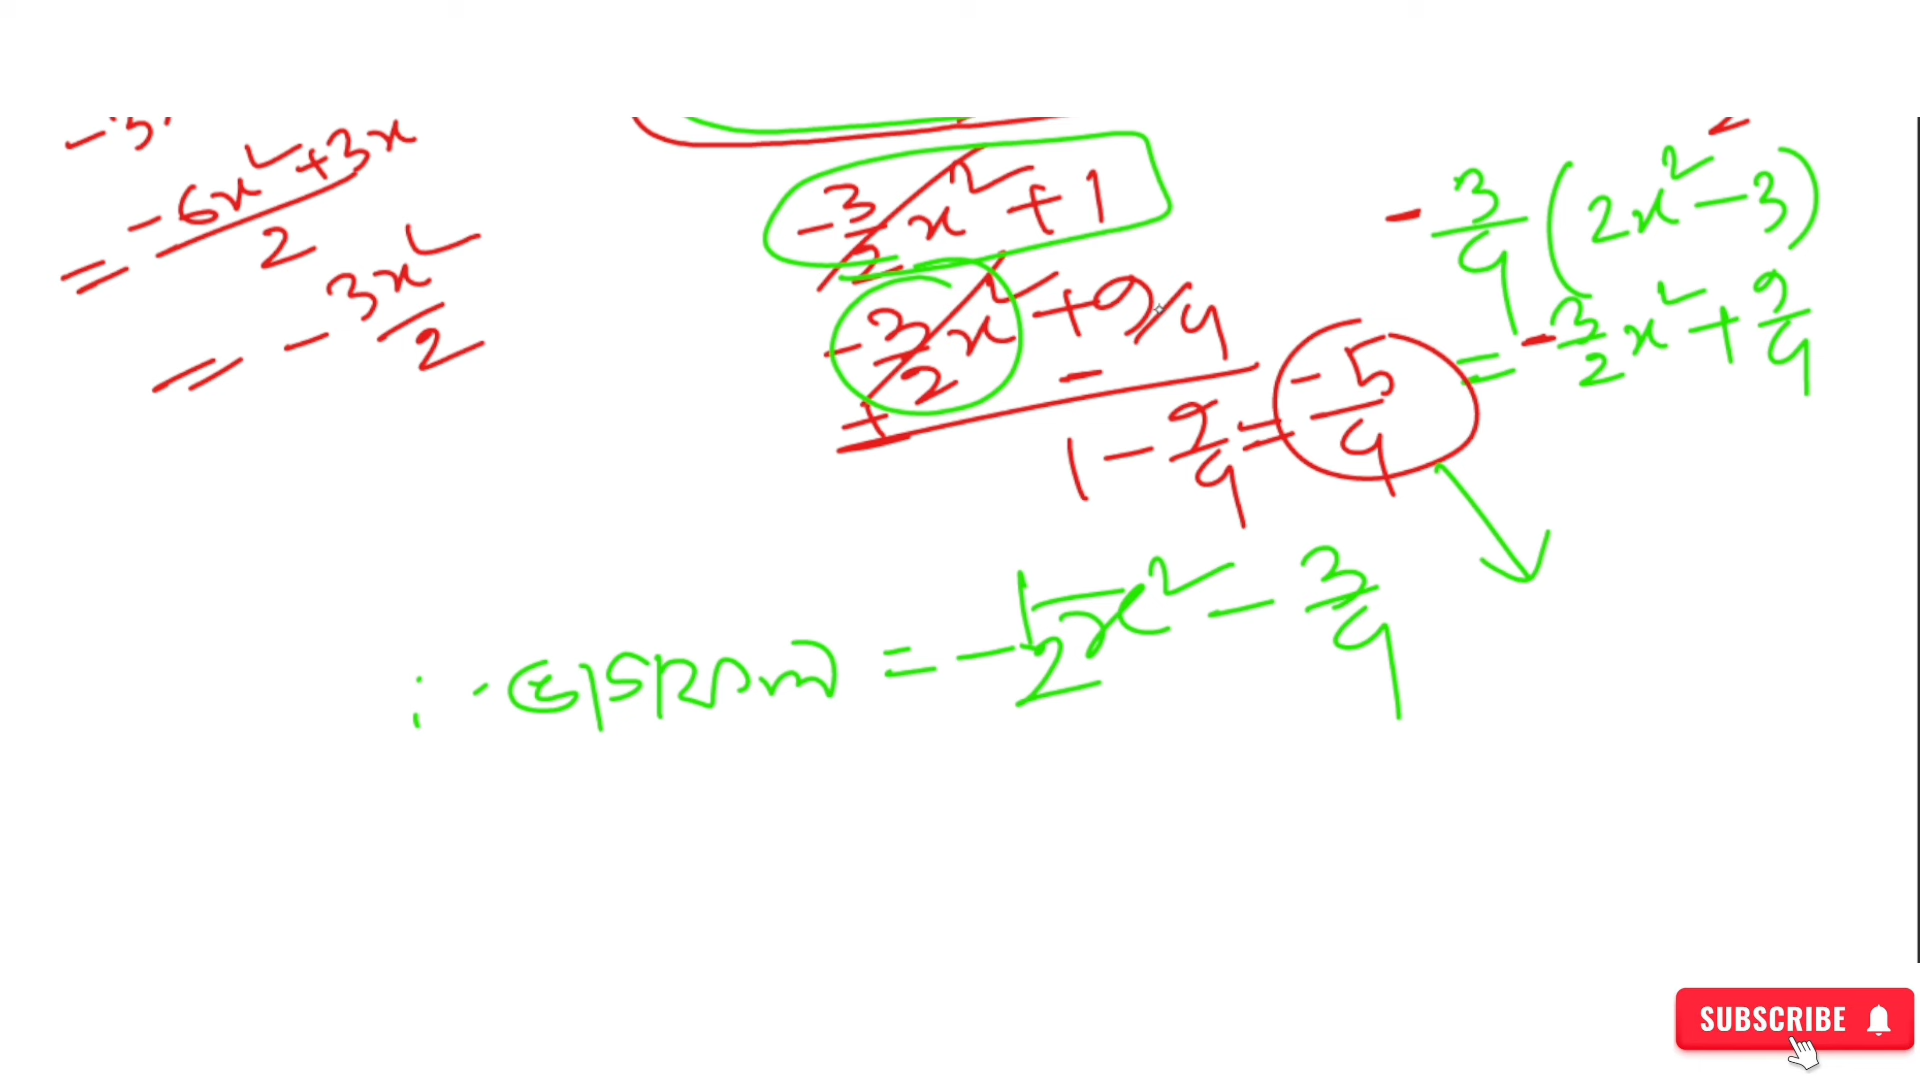 = -6x² + 3x / 2
= - 3x² / 2
-3/2 x² + 1
-3/2 x² + 9/4
+ -
1 - 9/4 = -5/4
- 3/4 (2x² - 3)
= -3/2 x² + 9/4
= - 1/2 x² - 3/4
SUBSCRIBE